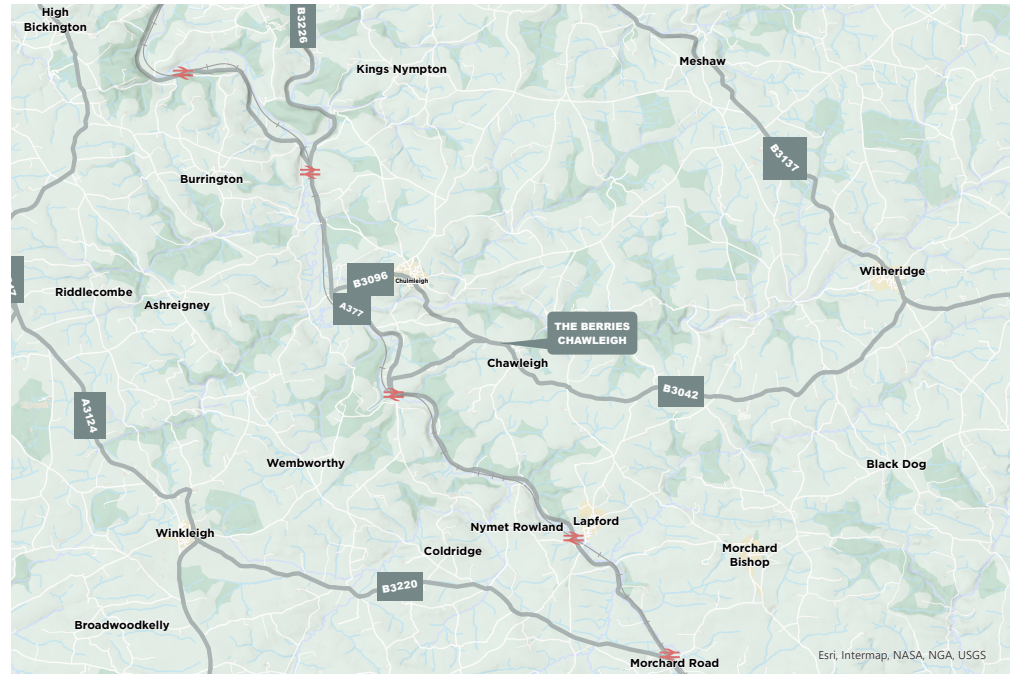 High
Bickington
B3226
Kings Nympton
Meshaw
B3137
Burrington
Witheridge
B3096
Chulmleigh
A377
Riddlecombe
Ashreigney
THE BERRIES
CHAWLEIGH
Chawleigh
B3042
A3124
Wembworthy
Black Dog
Winkleigh
Nymet Rowland
Lapford
Coldridge
Morchard
Bishop
B3220
Broadwoodkelly
Morchard Road
Esri, Intermap, NASA, NGA, USGS